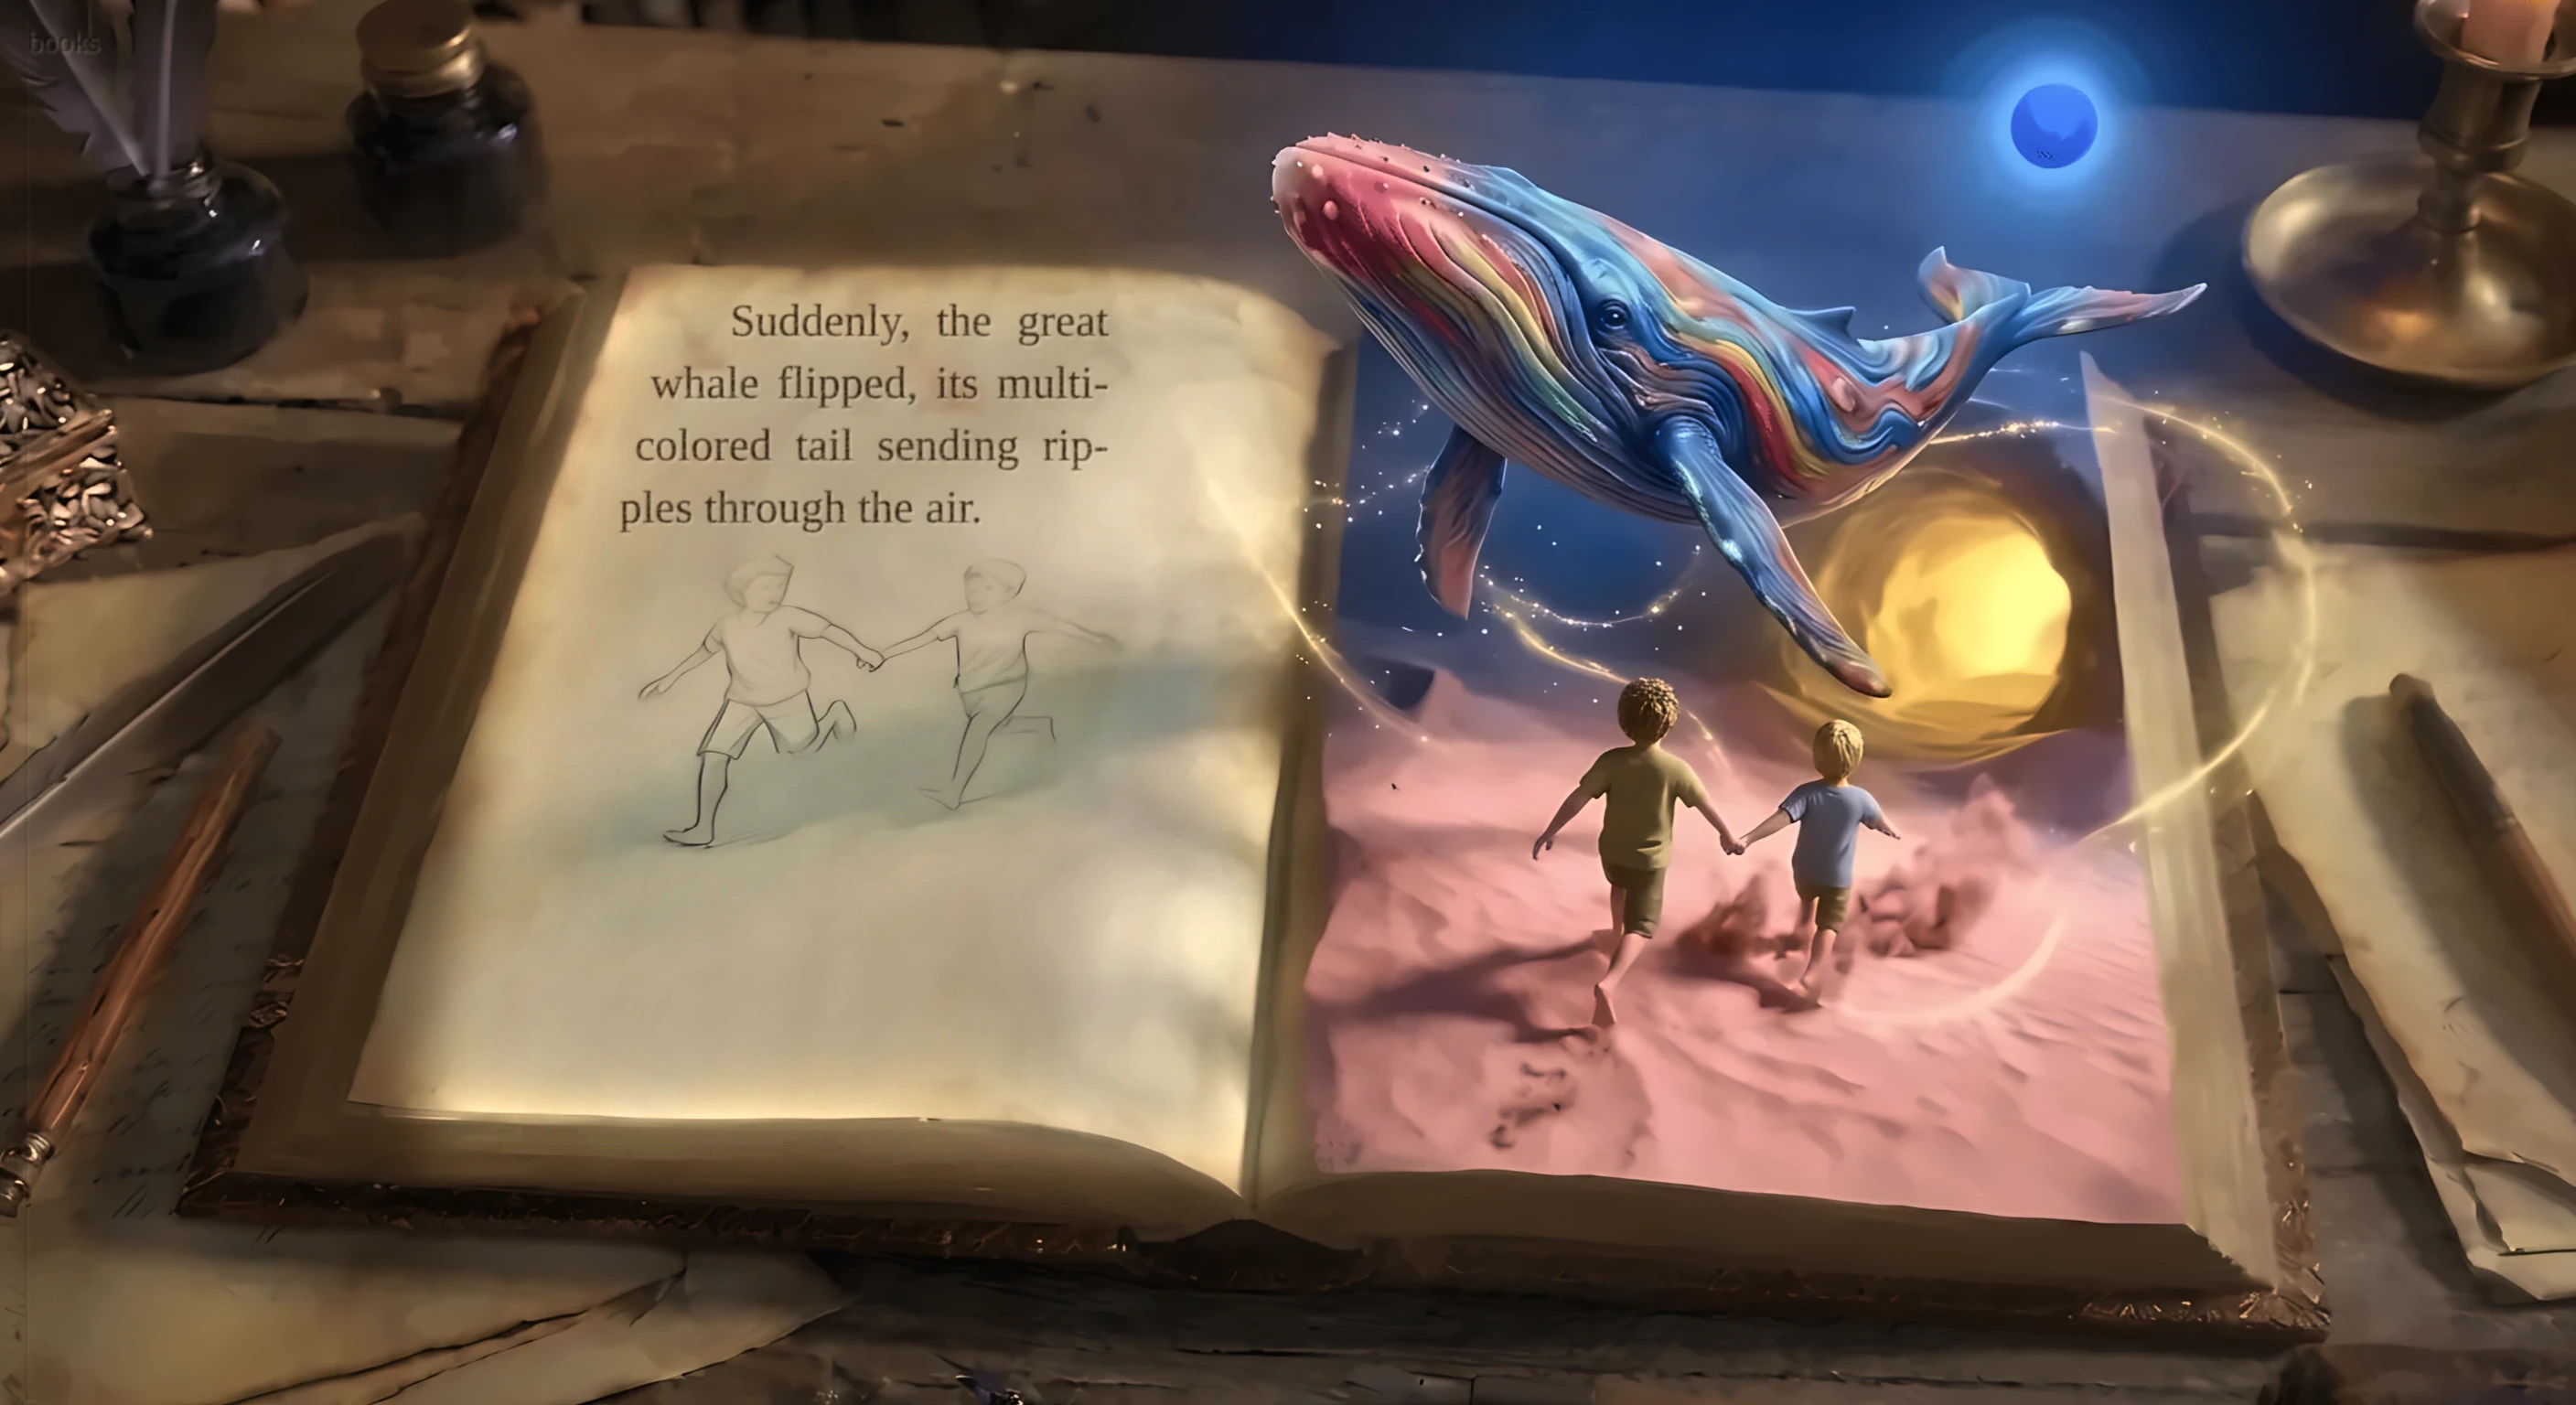 books
Suddenly, the great
whale flipped, its multi-
colored tail sending rip-
ples through the air.